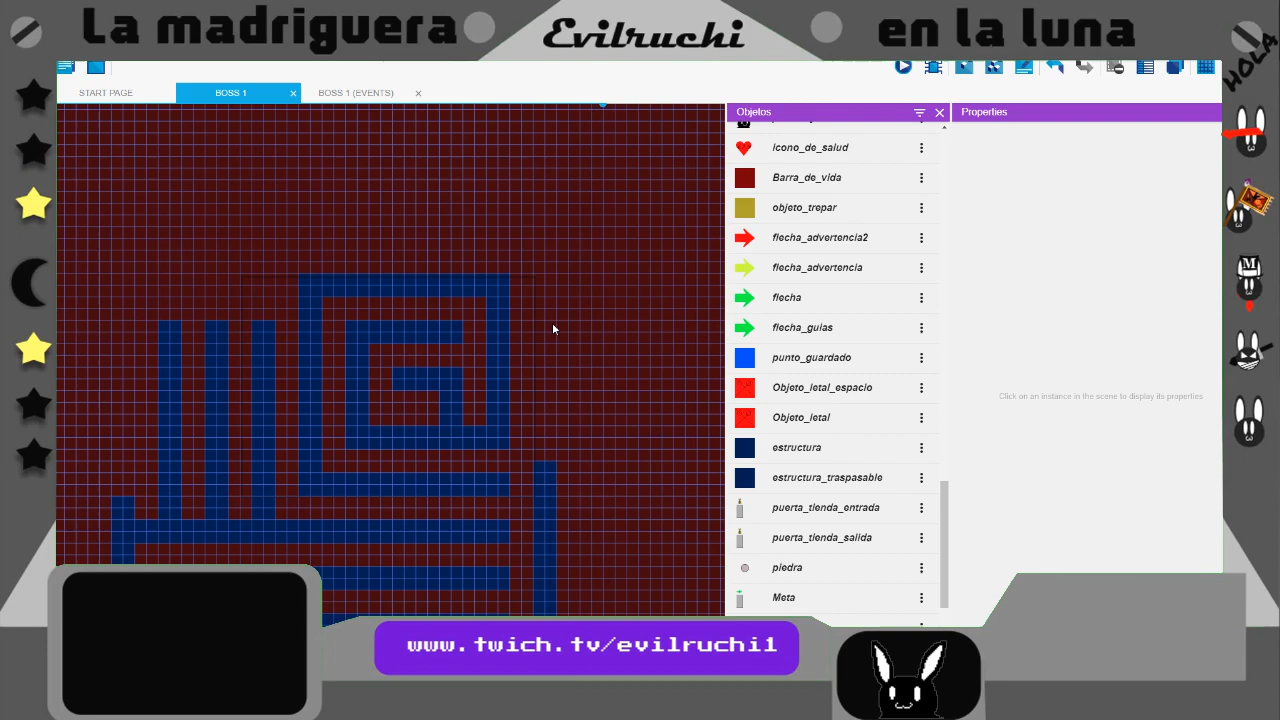 La madriguera
Evilruchi
en la luna
HOLA
START PAGE
BOSS 1
BOSS 1 (EVENTS)
Objetos
Properties
icono_de_salud
Barra_de_vida
objeto_trepar
flecha_advertencia2
flecha_advertencia
flecha
flecha_guias
punto_guardado
Objeto_letal_espacio
Objeto_letal
estructura
estructura_traspasable
puerta_tienda_entrada
puerta_tienda_salida
piedra
Meta
Click on an instance in the scene to display its properties
M
www.twich.tv/evilruchi1